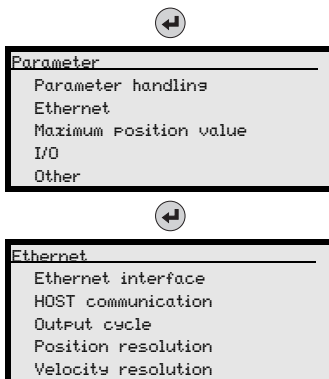 Parameter
Parameter handling
Ethernet
Maximum position value
I/O
Other
Ethernet
Ethernet interface
HOST communication
Output cycle
Position resolution
Velocity resolution